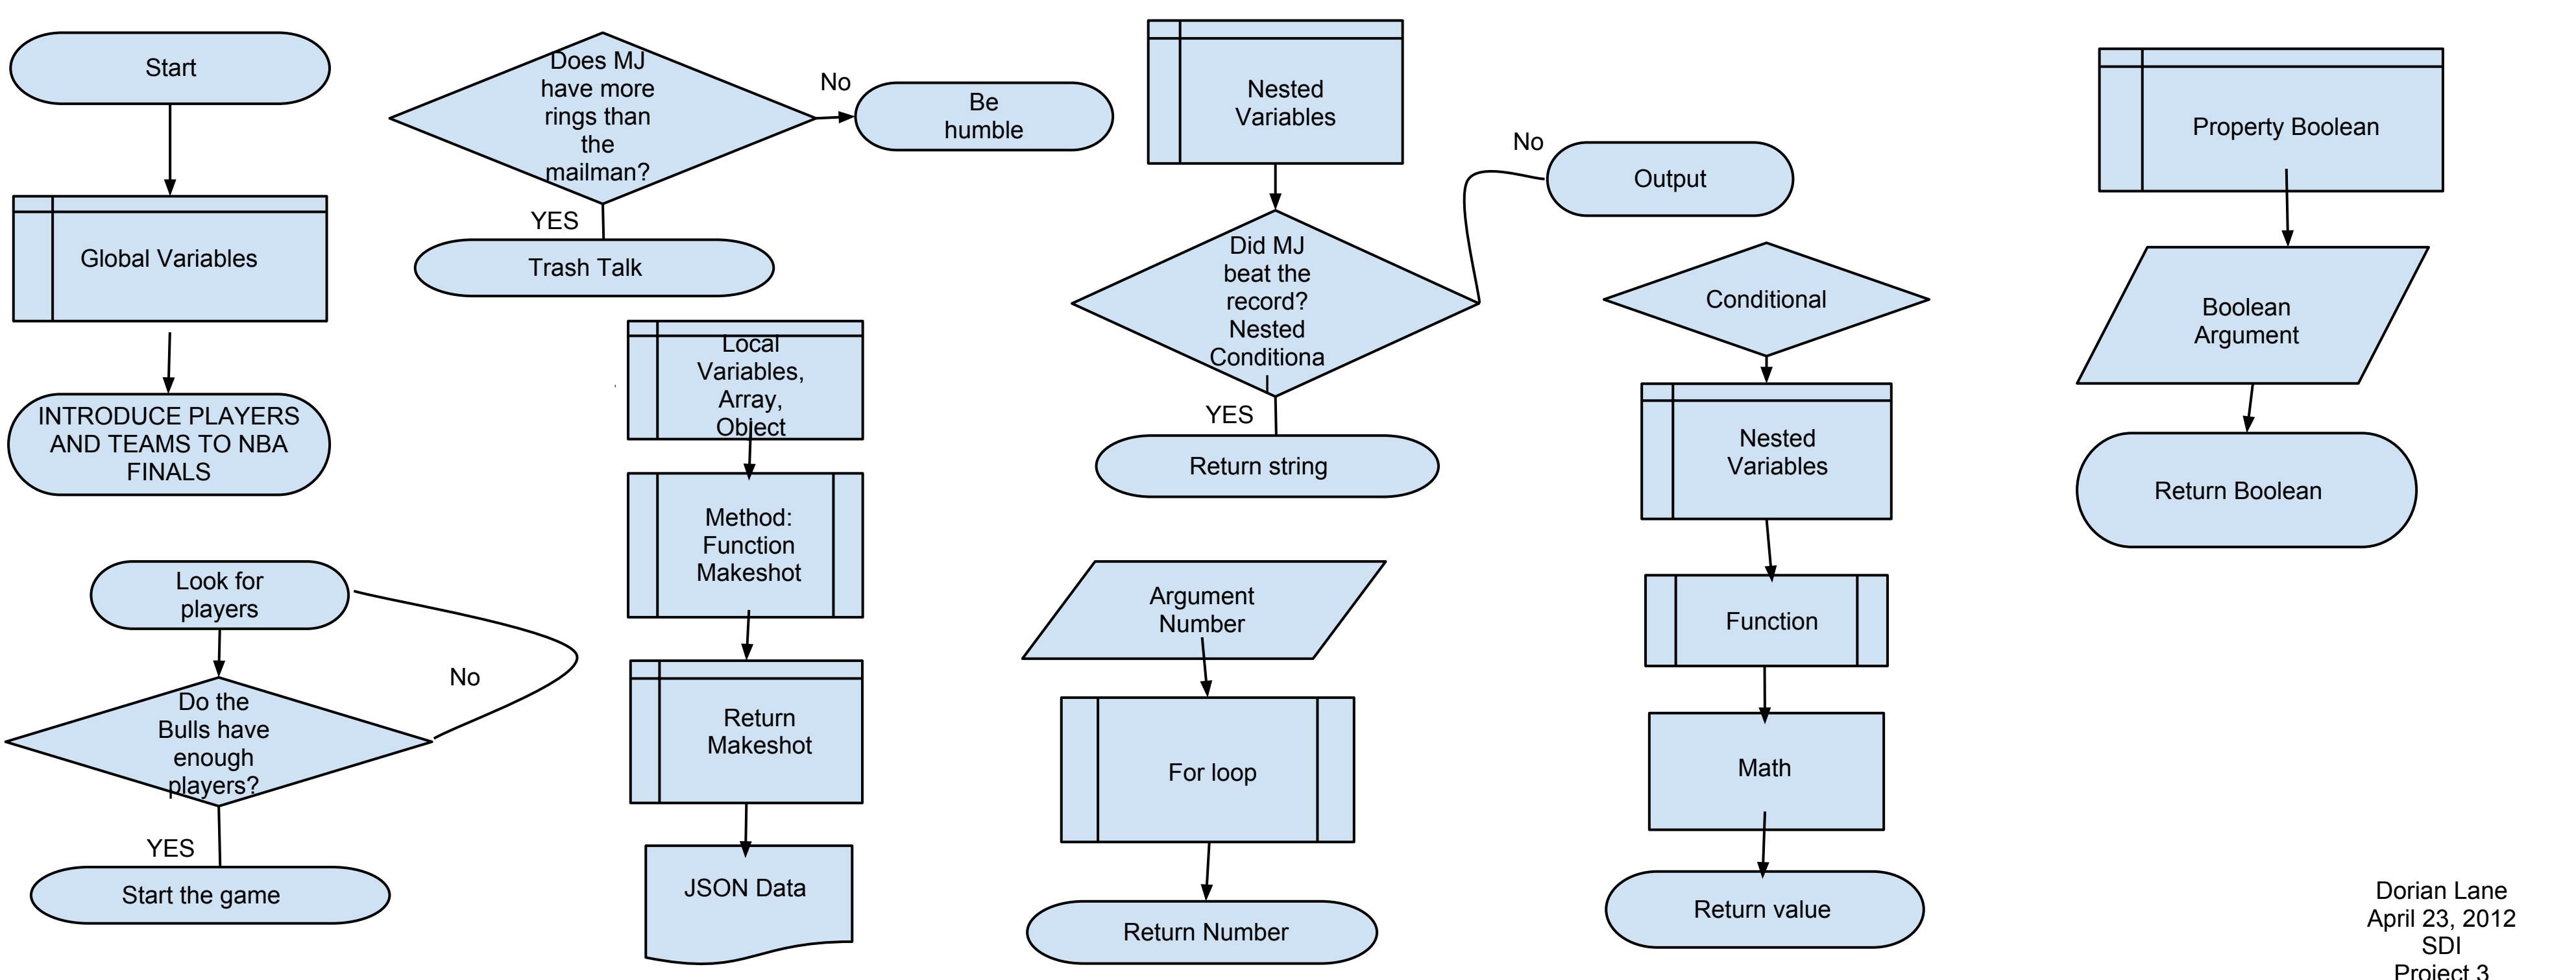 Start
Global Variables
INTRODUCE PLAYERS
AND TEAMS TO NBA
FINALS
Look for
players
No
Do the
Bulls have
enough
players?
YES
Start the game
Does MJ
have more
rings than
the
mailman?
No
Be
humble
YES
Trash Talk
Local
Variables,
Array,
Object
Method:
Function
Makeshot
Return
Makeshot
JSON Data
Nested
Variables
Did MJ
beat the
record?
Nested
Conditiona
l
No
Output
YES
Return string
Argument
Number
For loop
Return Number
Conditional
Nested
Variables
Function
Math
Return value
Property Boolean
Boolean
Argument
Return Boolean
Dorian Lane
April 23, 2012
SDI
Project 3